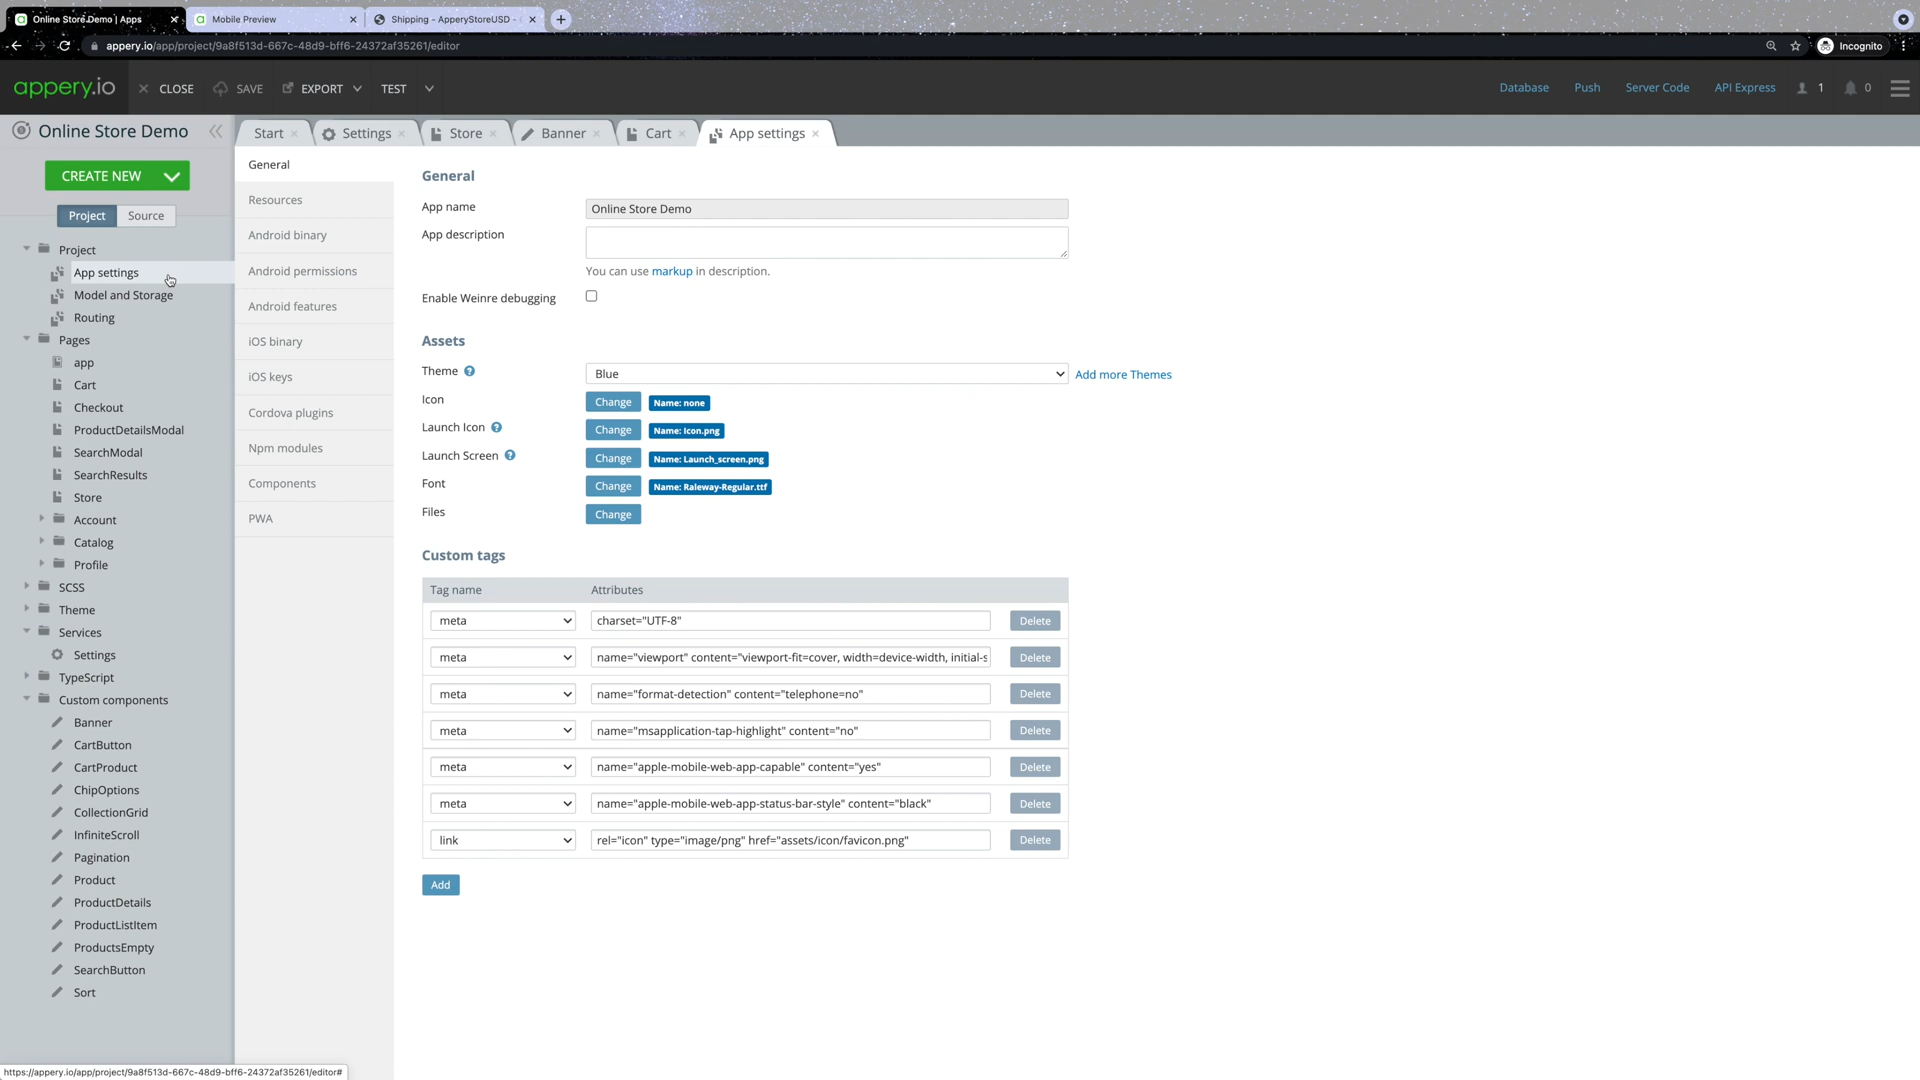 Online Store Demo | Apps
Mobile Preview
Shipping - ApperyStoreUSD -
appery.io/app/project/9a8f513d-667c-48d9-bff6-24372af35261/editor
Incognito
appery.io
CLOSE
SAVE
EXPORT
TEST
Database
Push
Server Code
API Express
1
0
Online Store Demo
Start
Settings
Store
Banner
Cart
App settings
CREATE NEW
Project
Source
Project
App settings
Model and Storage
Routing
Pages
app
Cart
Checkout
ProductDetailsModal
SearchModal
SearchResults
Store
Account
Catalog
Profile
SCSS
Theme
Services
Settings
TypeScript
Custom components
Banner
CartButton
CartProduct
ChipOptions
CollectionGrid
InfiniteScroll
Pagination
Product
ProductDetails
ProductListItem
ProductsEmpty
SearchButton
Sort
General
Resources
Android binary
Android permissions
Android features
iOS binary
iOS keys
Cordova plugins
Npm modules
Components
PWA
General
App name
Online Store Demo
App description
You can use markup in description.
Enable Weinre debugging
Assets
Theme
Blue
Add more Themes
Icon
Change
Name: none
Launch Icon
Change
Name: Icon.png
Launch Screen
Change
Name: Launch_screen.png
Font
Change
Name: Raleway-Regular.ttf
Files
Change
Custom tags
Tag name
Attributes
meta
charset="UTF-8"
Delete
meta
name="viewport" content="viewport-fit=cover, width=device-width, initial-s
Delete
meta
name="format-detection" content="telephone=no"
Delete
meta
name="msapplication-tap-highlight" content="no"
Delete
meta
name="apple-mobile-web-app-capable" content="yes"
Delete
meta
name="apple-mobile-web-app-status-bar-style" content="black"
Delete
link
rel="icon" type="image/png" href="assets/icon/favicon.png"
Delete
Add
https://appery.io/app/project/9a8f513d-667c-48d9-bff6-24372af35261/editor#